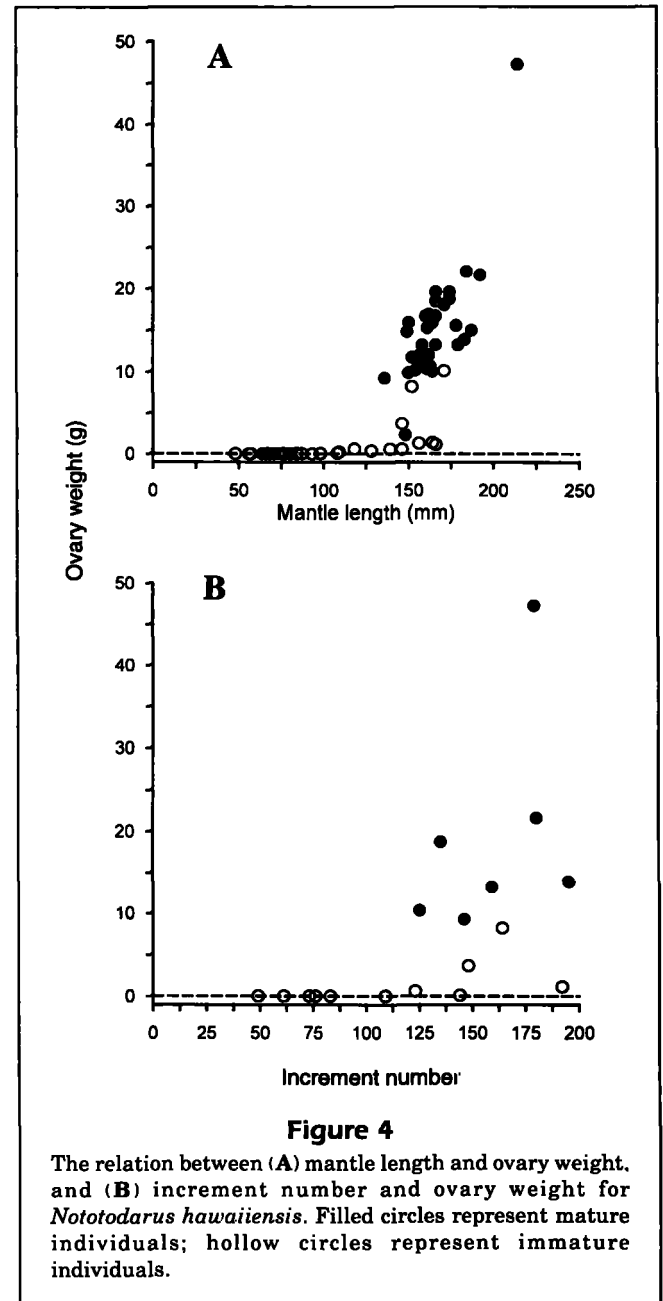 A
50
40
30
20
10
0
0 50 100 150 200 250
Mantle length (mm)
Ovary weight (g)
B
50
40
30
20
10
0
0 25 50 75 100 125 150 175 200
Increment number
Figure 4
The relation between (A) mantle length and ovary weight,
and (B) increment number and ovary weight for
Nototodarus hawaiiensis. Filled circles represent mature
individuals; hollow circles represent immature
individuals.